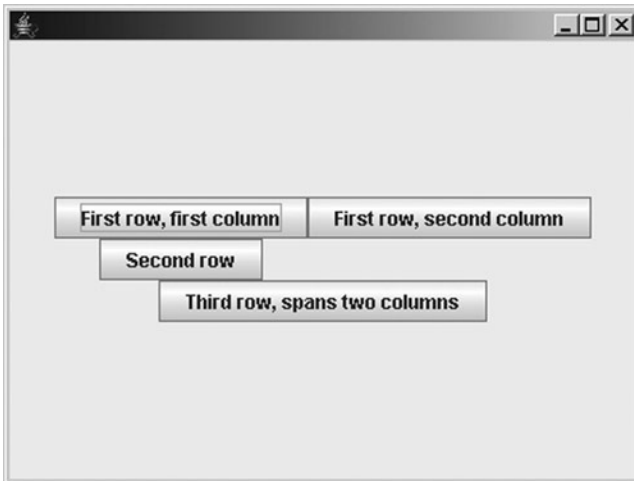 First row, first column
First row, second column
Second row
Third row, spans two columns